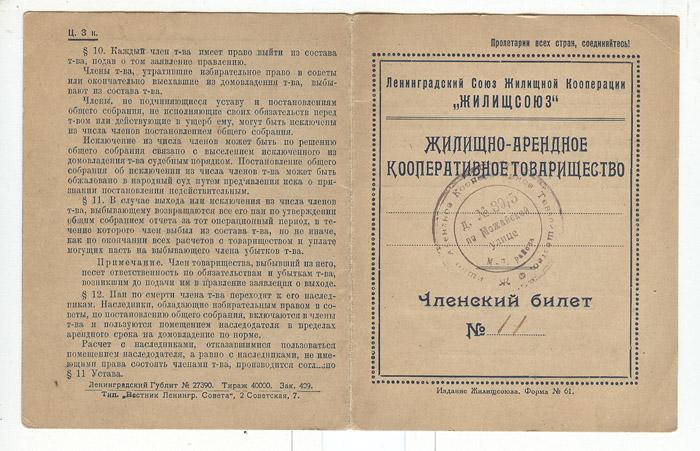 Ц. 3 к.
§ 10. Каждый член т-ва имеет право выйти из состава
т-ва, подав о том заявление правлению.
Члены т-ва, утратившие избирательное право в советы
или окончательно выехавшие из домовладения т-ва, выбы-
вают из состава т-ва.
Члены, не подчиняющиеся уставу и постановлениям
общего собрания, не исполняющие своих обязательств перед
т-вом или действующие в ущерб ему, могут быть исключены
из числа членов постановлением общего собрания.
Исключение из числа членов может быть по решению
общего собрания связано с выселением исключенного из
домовладения т-ва судебным порядком. Постановление общего
собрания об исключении из числа членов т-ва может быть
обжаловано в народный суд путем предъявления иска о при-
знании постановления недействительным.
§ 11. В случае выхода или исключения из числа членов
т-ва, выбывающему возвращаются все его паи по утверждении
общим собранием отчета за тот операционный период, в те-
чение которого член выбыл из состава т-ва, но не иначе,
как по окончании всех расчетов с товариществом и уплате
могущих пасть на выбывающего члена убытков т-ва.
Примечание. Член товарищества, выбывший из него,
несет ответственность по обязательствам и убыткам т-ва,
возникшим до подачи им в правление заявления о выходе.
§ 12. Паи по смерти члена т-ва переходят к его наслед-
никам. Наследники, обладающие избирательным правом в со-
веты, по постановлению общего собрания, включаются в члены
т-ва и пользуются помещением наследодателя в пределах
арендного срока на домовладение по норме.
Расчет с наследниками, отказавшимися пользоваться
помещением наследодателя, а равно с наследниками, не име-
ющими права состоять членами т-ва, производится согласно
§ 11 Устава.
Ленинградский Гублит № 27390. Тираж 40000. Зак. 409.
Тип. „Вестник Ленингр. Совета“, 2 Советская, 7.
Пролетарии всех стран, соединяйтесь!
Ленинградский Союз Жилищной Кооперации
„ЖИЛИЩСОЮЗ“
ЖИЛИЩНО-АРЕНДНОЕ
КООПЕРАТИВНОЕ ТОВАРИЩЕСТВО
по Можайской
улице
Членский билет
№ 11
Издание Жилищсоюза. Форма № 61.